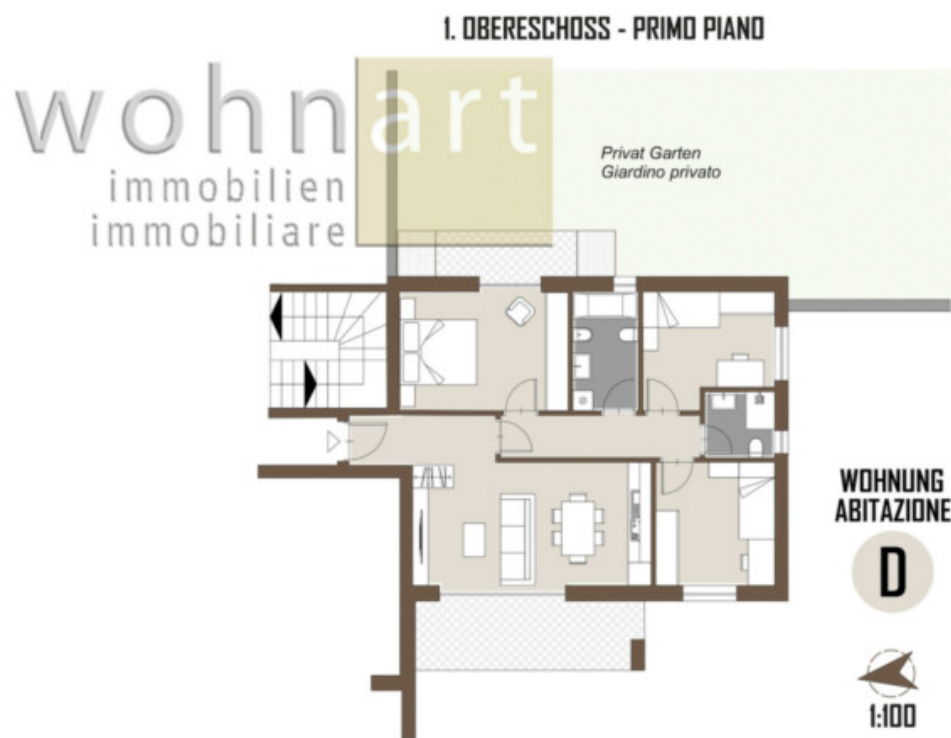 1. OBERESCHOSS - PRIMO PIANO
wohnart
immobilien
immobiliare
Privat Garten
Giardino privato
WOHNUNG
ABITAZIONE
D
1:100